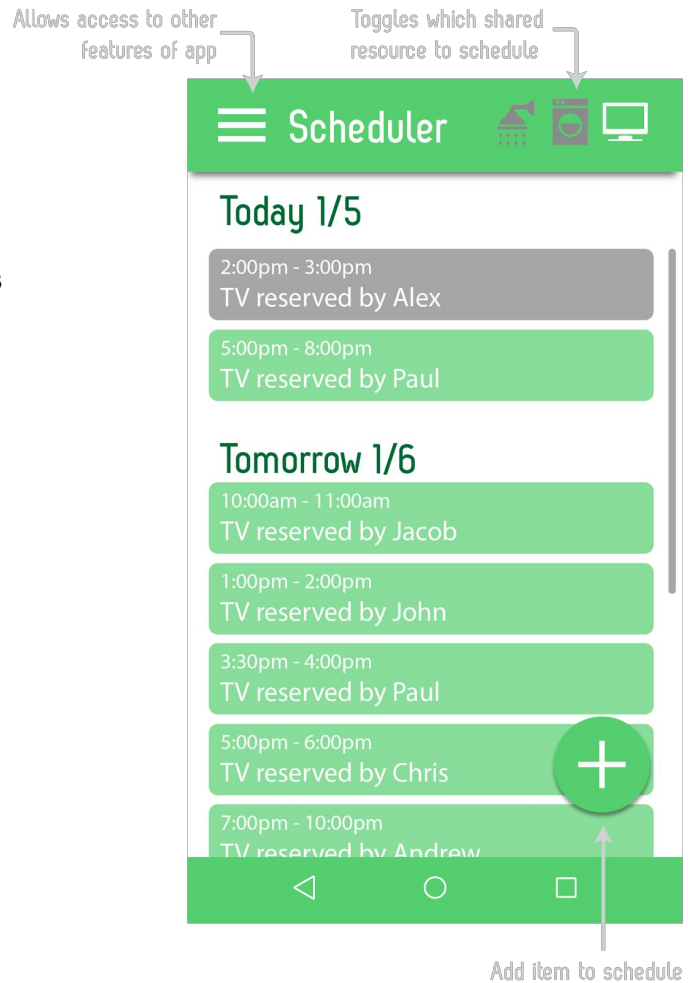 Allows access to other
features of app
Toggles which shared
resource to schedule
Scheduler
Today 1/5
2:00pm - 3:00pm
TV reserved by Alex
5:00pm - 8:00pm
TV reserved by Paul
Tomorrow 1/6
10:00am - 11:00am
TV reserved by Jacob
1:00pm - 2:00pm
TV reserved by John
3:30pm - 4:00pm
TV reserved by Paul
5:00pm - 6:00pm
TV reserved by Chris
7:00pm - 10:00pm
TV reserved by Andrew
Add item to schedule